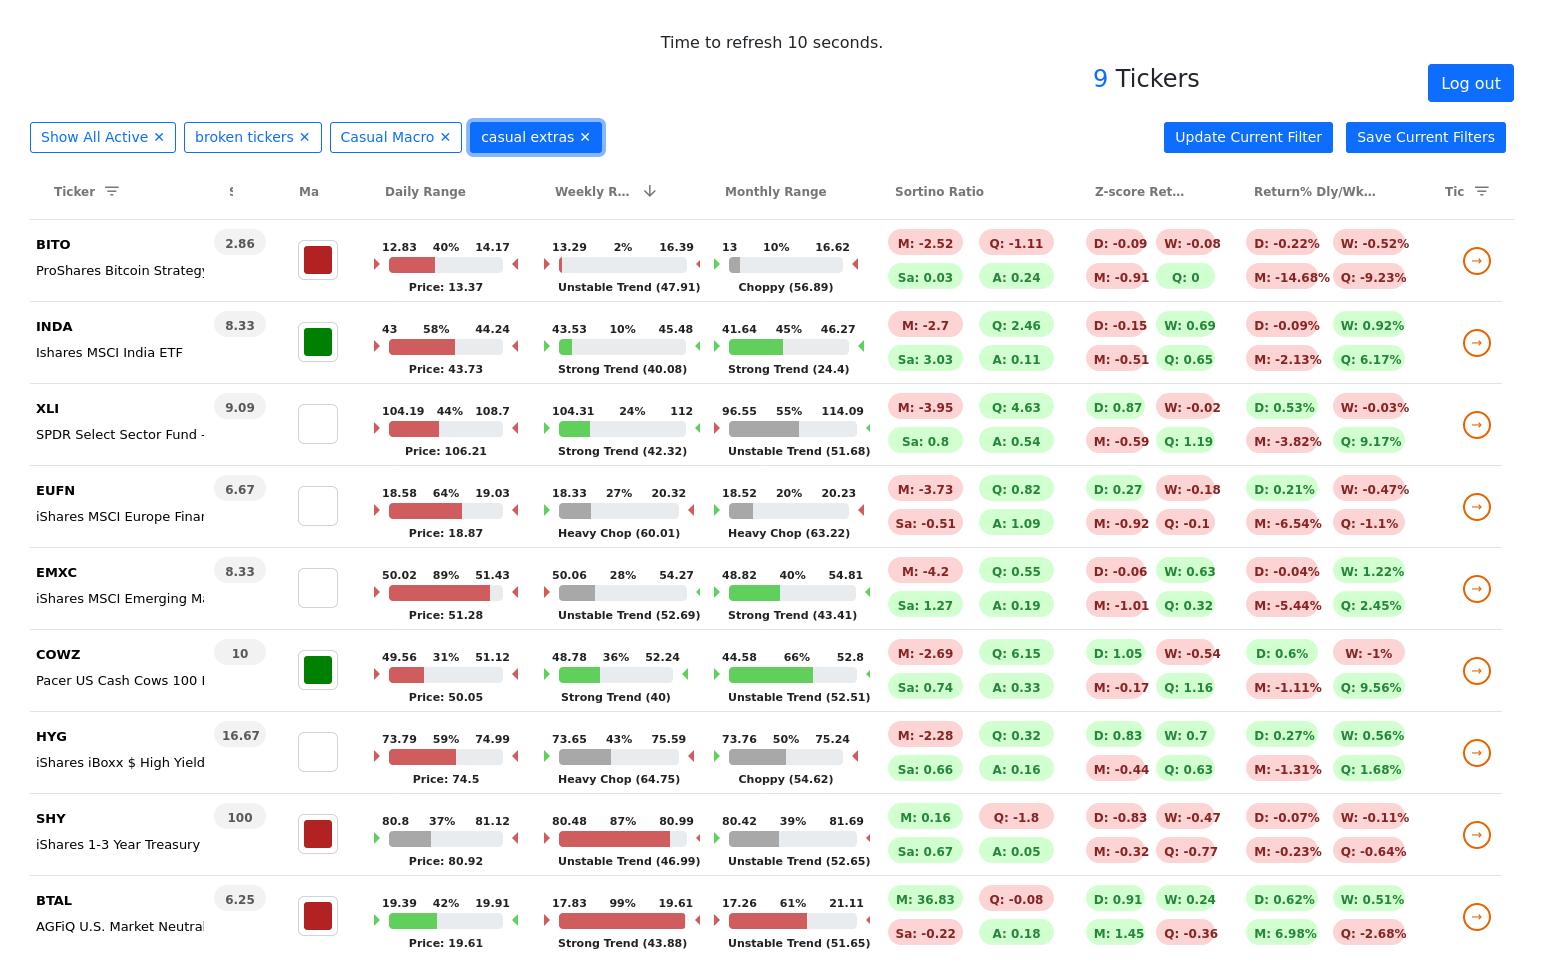 Time to refresh 10 seconds.
9 Tickers
Log out
Show All Active ✕ broken tickers ✕ Casual Macro ✕ casual extras ✕ Update Current Filter Save Current Filters
Ticker Ma Daily Range Weekly R... Monthly Range Sortino Ratio Z-score Ret... Return% Dly/Wk... Tic
BITO 2.86 12.83 40% 14.17 13.29 2% 16.39 13 10% 16.62 M: -2.52 Q: -1.11 D: -0.09 W: -0.08 D: -0.22% W: -0.52%
ProShares Bitcoin Strategy Sa: 0.03 A: 0.24 M: -0.91 Q: 0 M: -14.68% Q: -9.23% →
Price: 13.37 Unstable Trend (47.91) Choppy (56.89)
INDA 8.33 43 58% 44.24 43.53 10% 45.48 41.64 45% 46.27 M: -2.7 Q: 2.46 D: -0.15 W: 0.69 D: -0.09% W: 0.92%
Ishares MSCI India ETF Sa: 3.03 A: 0.11 M: -0.51 Q: 0.65 M: -2.13% Q: 6.17% →
Price: 43.73 Strong Trend (40.08) Strong Trend (24.4)
XLI 9.09 104.19 44% 108.7 104.31 24% 112 96.55 55% 114.09 M: -3.95 Q: 4.63 D: 0.87 W: -0.02 D: 0.53% W: -0.03%
SPDR Select Sector Fund - Sa: 0.8 A: 0.54 M: -0.59 Q: 1.19 M: -3.82% Q: 9.17% →
Price: 106.21 Strong Trend (42.32) Unstable Trend (51.68)
EUFN 6.67 18.58 64% 19.03 18.33 27% 20.32 18.52 20% 20.23 M: -3.73 Q: 0.82 D: 0.27 W: -0.18 D: 0.21% W: -0.47%
iShares MSCI Europe Finan Sa: -0.51 A: 1.09 M: -0.92 Q: -0.1 M: -6.54% Q: -1.1% →
Price: 18.87 Heavy Chop (60.01) Heavy Chop (63.22)
EMXC 8.33 50.02 89% 51.43 50.06 28% 54.27 48.82 40% 54.81 M: -4.2 Q: 0.55 D: -0.06 W: 0.63 D: -0.04% W: 1.22%
iShares MSCI Emerging Ma Sa: 1.27 A: 0.19 M: -1.01 Q: 0.32 M: -5.44% Q: 2.45% →
Price: 51.28 Unstable Trend (52.69) Strong Trend (43.41)
COWZ 10 49.56 31% 51.12 48.78 36% 52.24 44.58 66% 52.8 M: -2.69 Q: 6.15 D: 1.05 W: -0.54 D: 0.6% W: -1%
Pacer US Cash Cows 100 Sa: 0.74 A: 0.33 M: -0.17 Q: 1.16 M: -1.11% Q: 9.56% →
Price: 50.05 Strong Trend (40) Unstable Trend (52.51)
HYG 16.67 73.79 59% 74.99 73.65 43% 75.59 73.76 50% 75.24 M: -2.28 Q: 0.32 D: 0.83 W: 0.7 D: 0.27% W: 0.56%
iShares iBoxx $ High Yield Sa: 0.66 A: 0.16 M: -0.44 Q: 0.63 M: -1.31% Q: 1.68% →
Price: 74.5 Heavy Chop (64.75) Choppy (54.62)
SHY 100 80.8 37% 81.12 80.48 87% 80.99 80.42 39% 81.69 M: 0.16 Q: -1.8 D: -0.83 W: -0.47 D: -0.07% W: -0.11%
iShares 1-3 Year Treasury Sa: 0.67 A: 0.05 M: -0.32 Q: -0.77 M: -0.23% Q: -0.64% →
Price: 80.92 Unstable Trend (46.99) Unstable Trend (52.65)
BTAL 6.25 19.39 42% 19.91 17.83 99% 19.61 17.26 61% 21.11 M: 36.83 Q: -0.08 D: 0.91 W: 0.24 D: 0.62% W: 0.51%
AGFiQ U.S. Market Neutral Sa: -0.22 A: 0.18 M: 1.45 Q: -0.36 M: 6.98% Q: -2.68% →
Price: 19.61 Strong Trend (43.88) Unstable Trend (51.65)